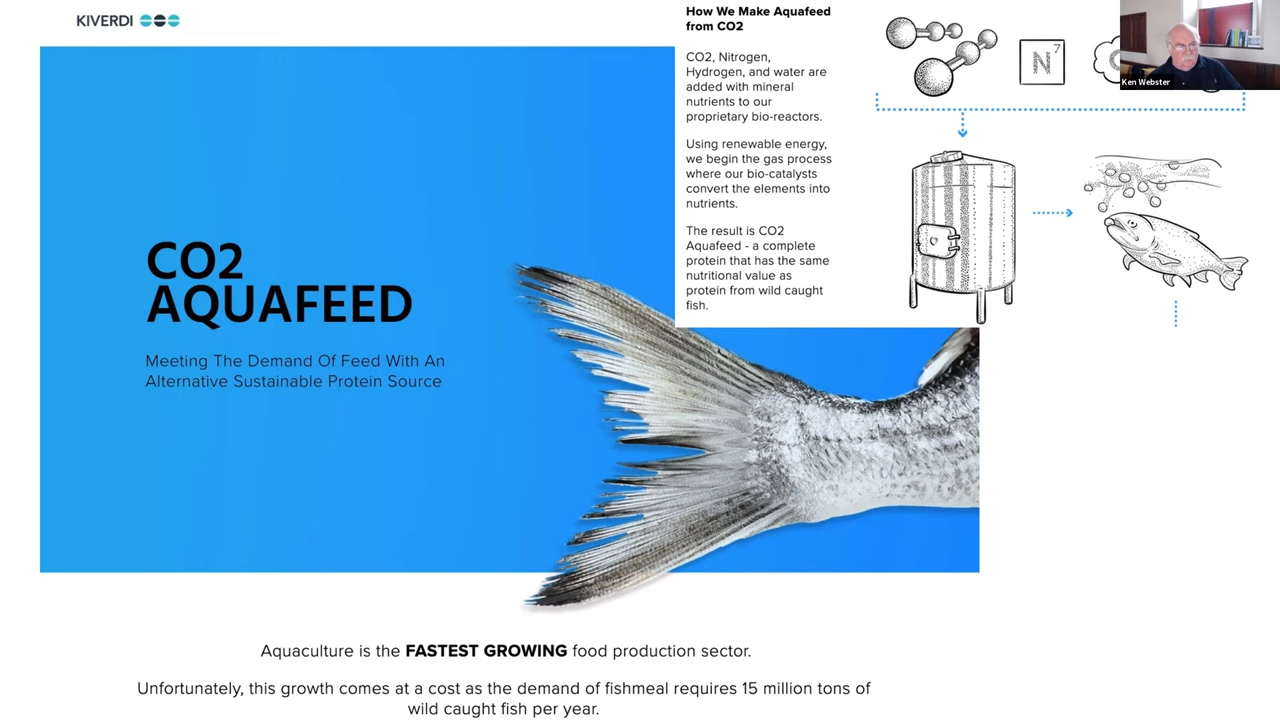 KIVERDI
How We Make Aquafeed
from CO2
CO2, Nitrogen,
Hydrogen, and water are
added with mineral
nutrients to our
proprietary bio-reactors.
Using renewable energy,
we begin the gas process
where our bio-catalysts
convert the elements into
nutrients.
The result is CO2
Aquafeed - a complete
protein that has the same
nutritional value as
protein from wild caught
fish.
N 7
Ken Webster
CO2
AQUAFEED
Meeting The Demand Of Feed With An
Alternative Sustainable Protein Source
Aquaculture is the FASTEST GROWING food production sector.
Unfortunately, this growth comes at a cost as the demand of fishmeal requires 15 million tons of
wild caught fish per year.